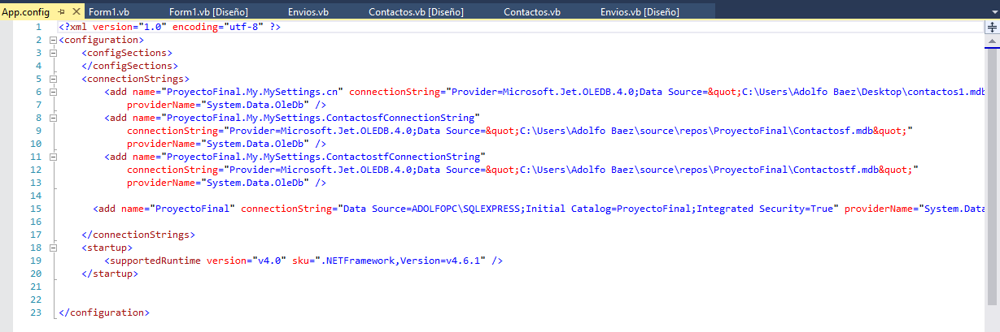 App.config Form1.vb Form1.vb [Diseño] Envios.vb Contactos.vb [Diseño] Contactos.vb Envios.vb [Diseño]
1 <?xml version="1.0" encoding="utf-8" ?>
2 <configuration>
3 <configSections>
4 </configSections>
5 <connectionStrings>
6 <add name="ProyectoFinal.My.MySettings.cn" connectionString="Provider=Microsoft.Jet.OLEDB.4.0;Data Source=&quot;C:\Users\Adolfo Baez\Desktop\contactos1.mdb
7 providerName="System.Data.OleDb" />
8 <add name="ProyectoFinal.My.MySettings.ContactosfConnectionString"
9 connectionString="Provider=Microsoft.Jet.OLEDB.4.0;Data Source=&quot;C:\Users\Adolfo Baez\source\repos\ProyectoFinal\Contactosf.mdb&quot;"
10 providerName="System.Data.OleDb" />
11 <add name="ProyectoFinal.My.MySettings.ContactostfConnectionString"
12 connectionString="Provider=Microsoft.Jet.OLEDB.4.0;Data Source=&quot;C:\Users\Adolfo Baez\source\repos\ProyectoFinal\Contactostf.mdb&quot;"
13 providerName="System.Data.OleDb" />
14
15 <add name="ProyectoFinal" connectionString="Data Source=ADOLFOPC\SQLEXPRESS;Initial Catalog=ProyectoFinal;Integrated Security=True" providerName="System.Data
16
17 </connectionStrings>
18 <startup>
19 <supportedRuntime version="v4.0" sku=".NETFramework,Version=v4.6.1" />
20 </startup>
21
22
23 </configuration>